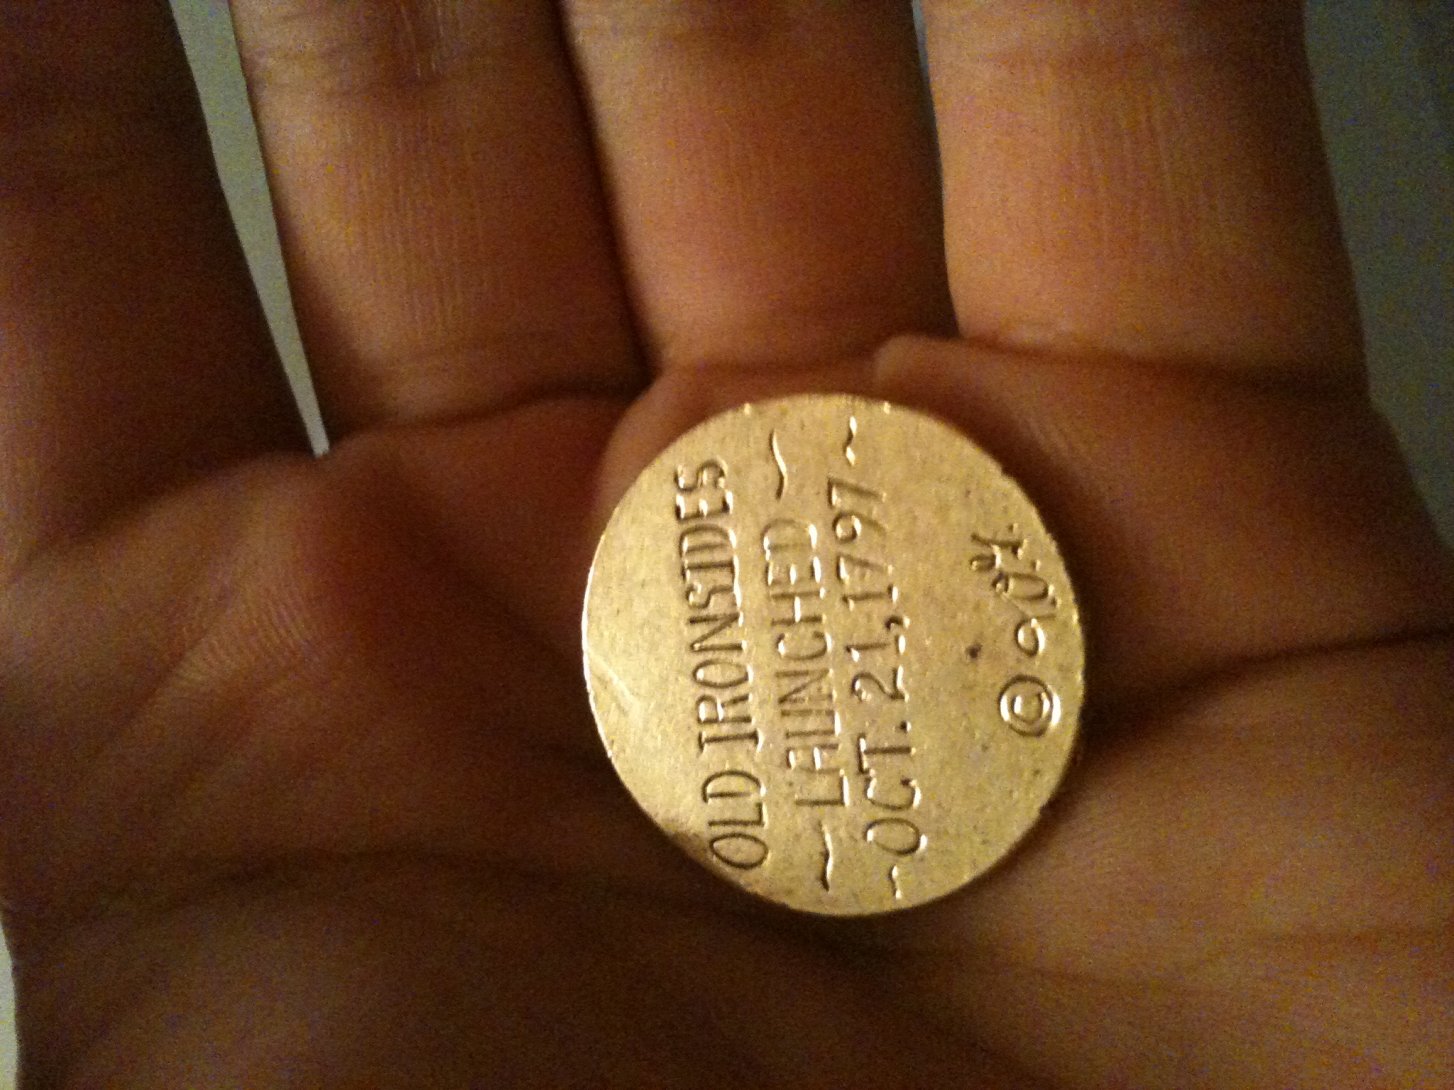 OLD IRONSIDES
~ LAUNCHED ~
~ OCT. 21, 1797 ~
©